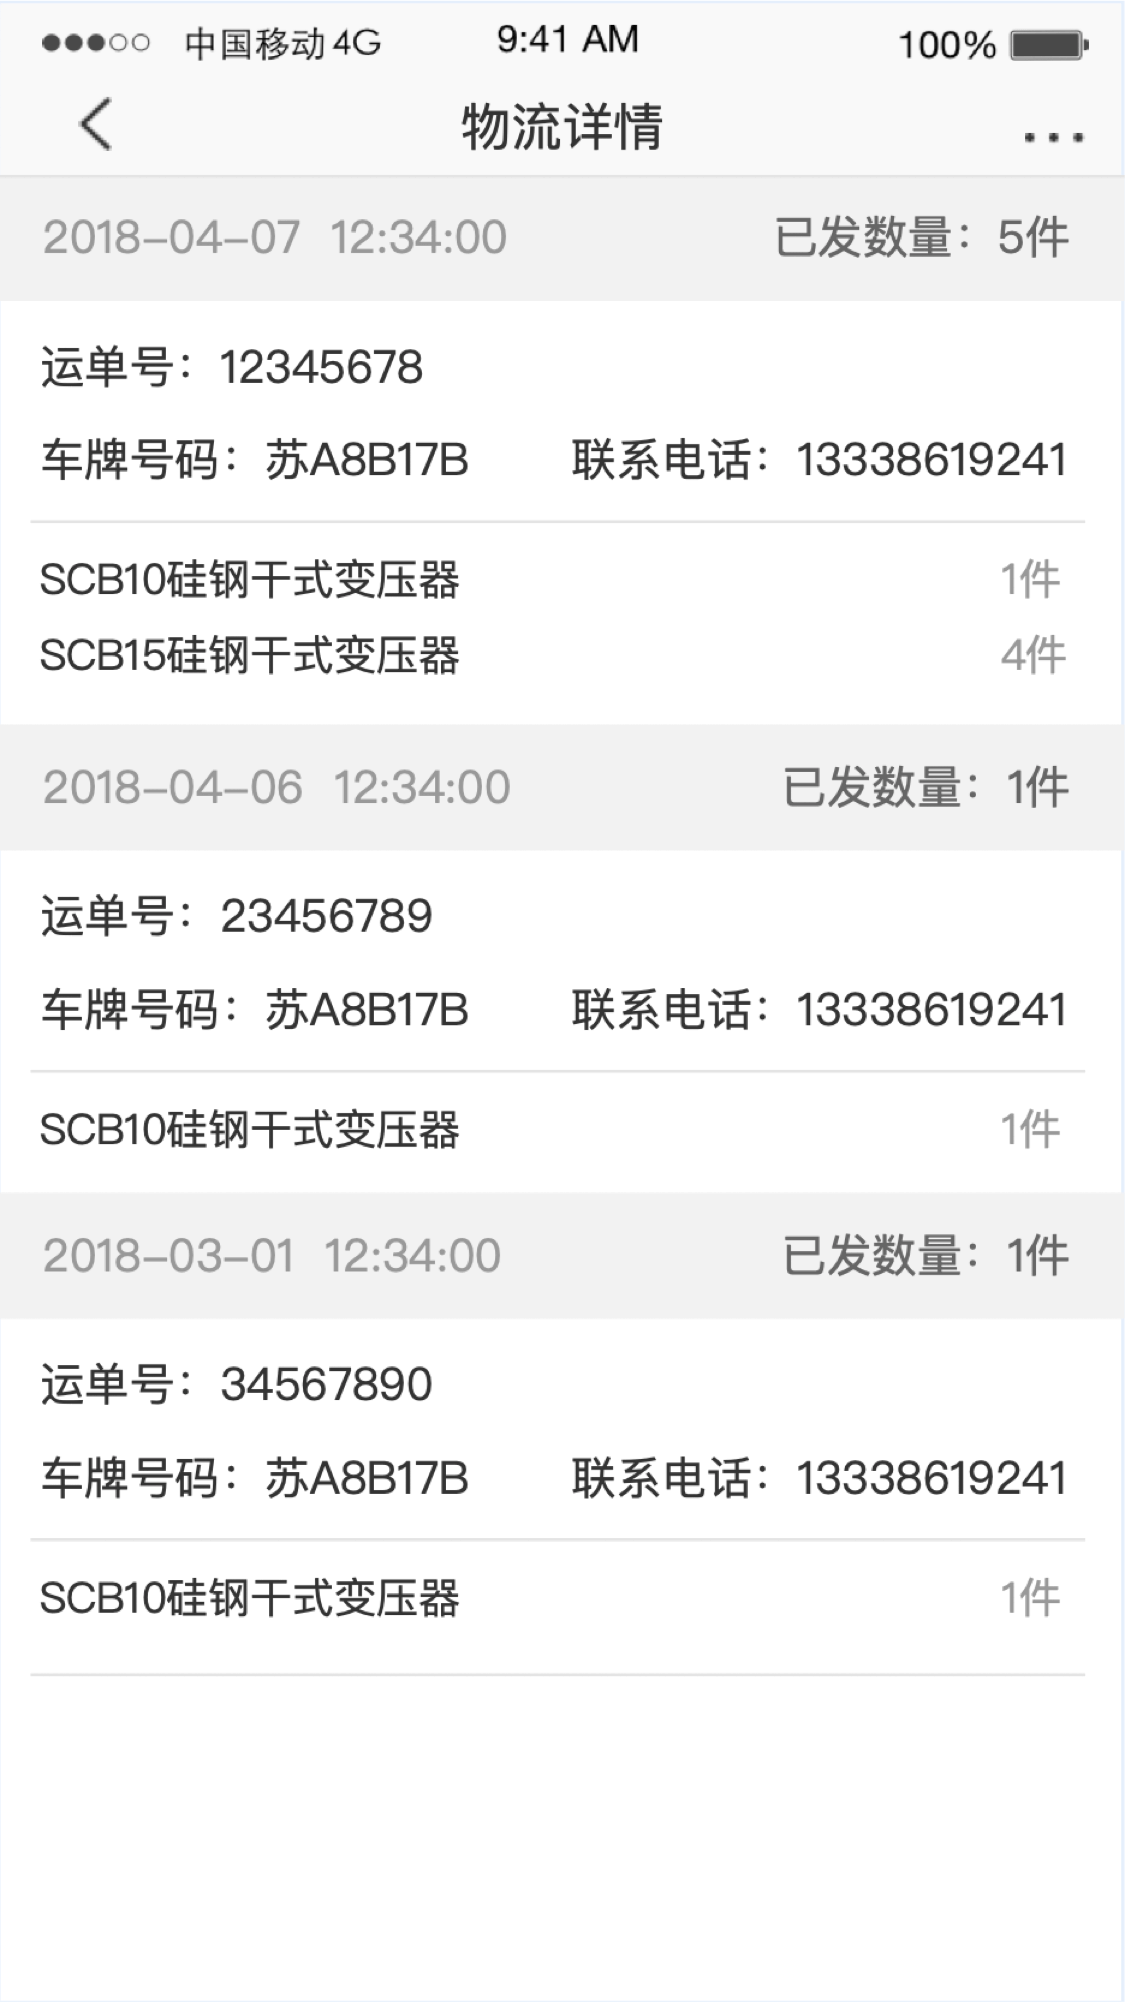 中国移动 4G 9:41 AM 100%
物流详情
2018-04-07 12:34:00 已发数量：5件
运单号：12345678
车牌号码：苏A8B17B 联系电话：13338619241
SCB10硅钢干式变压器 1件
SCB15硅钢干式变压器 4件
2018-04-06 12:34:00 已发数量：1件
运单号：23456789
车牌号码：苏A8B17B 联系电话：13338619241
SCB10硅钢干式变压器 1件
2018-03-01 12:34:00 已发数量：1件
运单号：34567890
车牌号码：苏A8B17B 联系电话：13338619241
SCB10硅钢干式变压器 1件